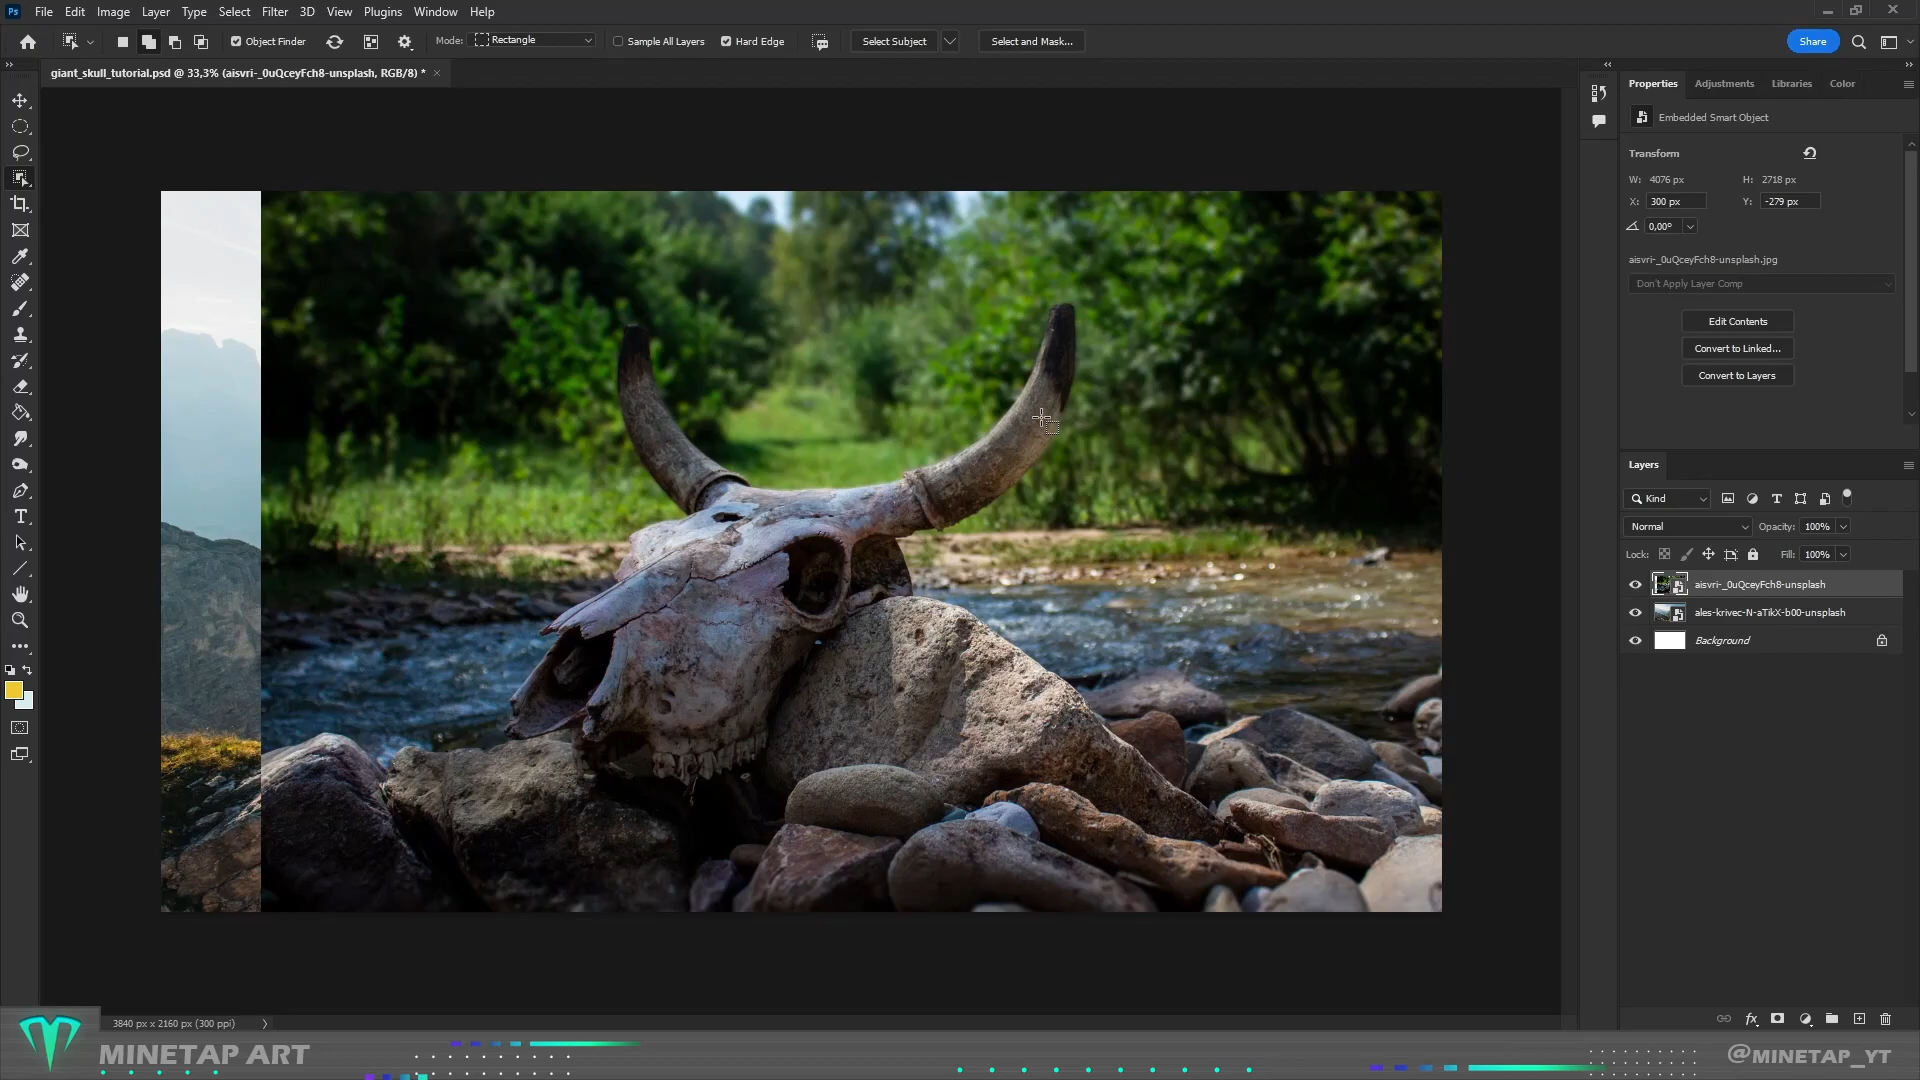 Ps File Edit Image Layer Type Select Filter 3D View Plugins Window Help
Object Finder Mode: Rectangle Sample All Layers Hard Edge Select Subject Select and Mask... Share
giant_skull_tutorial.psd @ 33,3% (aisvri-_0uQceyFch8-unsplash, RGB/8) *
Properties Adjustments Libraries Color
Embedded Smart Object
Transform
W: 4076 px H: 2718 px
X: 300 px Y: -279 px
0,00°
aisvri-_0uQceyFch8-unsplash.jpg
Don't Apply Layer Comp
Edit Contents
Convert to Linked...
Convert to Layers
Layers
Kind
Normal Opacity: 100%
Lock: Fill: 100%
aisvri-_0uQceyFch8-unsplash
ales-krivec-N-aTikX-b00-unsplash
Background
fx
3840 px x 2160 px (300 ppi)
MINETAP ART
@MINETAP_YT